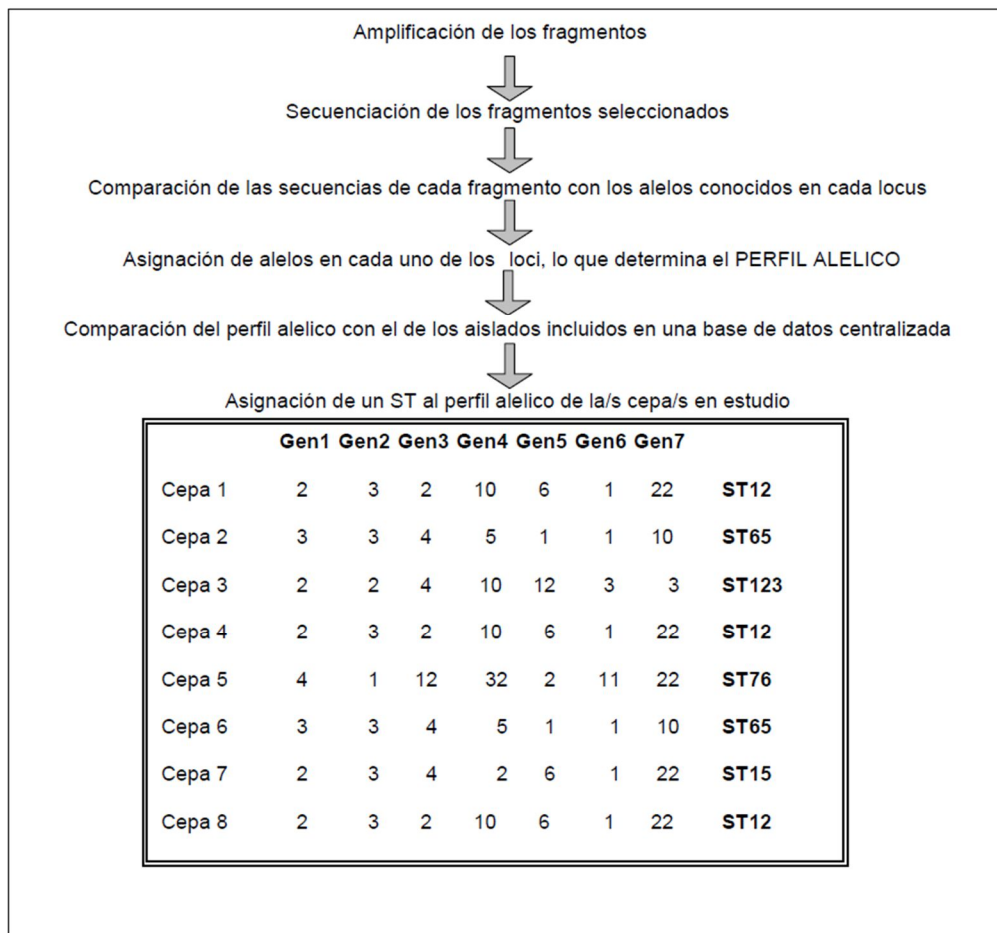 Amplificación de los fragmentos
Secuenciación de los fragmentos seleccionados
Comparación de las secuencias de cada fragmento con los alelos conocidos en cada locus
Asignación de alelos en cada uno de los loci, lo que determina el PERFIL ALELICO
Comparación del perfil alelico con el de los aislados incluidos en una base de datos centralizada
Asignación de un ST al perfil alelico de la/s cepa/s en estudio
Gen1 Gen2 Gen3 Gen4 Gen5 Gen6 Gen7
Cepa 1 2 3 2 10 6 1 22 ST12
Cepa 2 3 3 4 5 1 1 10 ST65
Cepa 3 2 2 4 10 12 3 3 ST123
Cepa 4 2 3 2 10 6 1 22 ST12
Cepa 5 4 1 12 32 2 11 22 ST76
Cepa 6 3 3 4 5 1 1 10 ST65
Cepa 7 2 3 4 2 6 1 22 ST15
Cepa 8 2 3 2 10 6 1 22 ST12